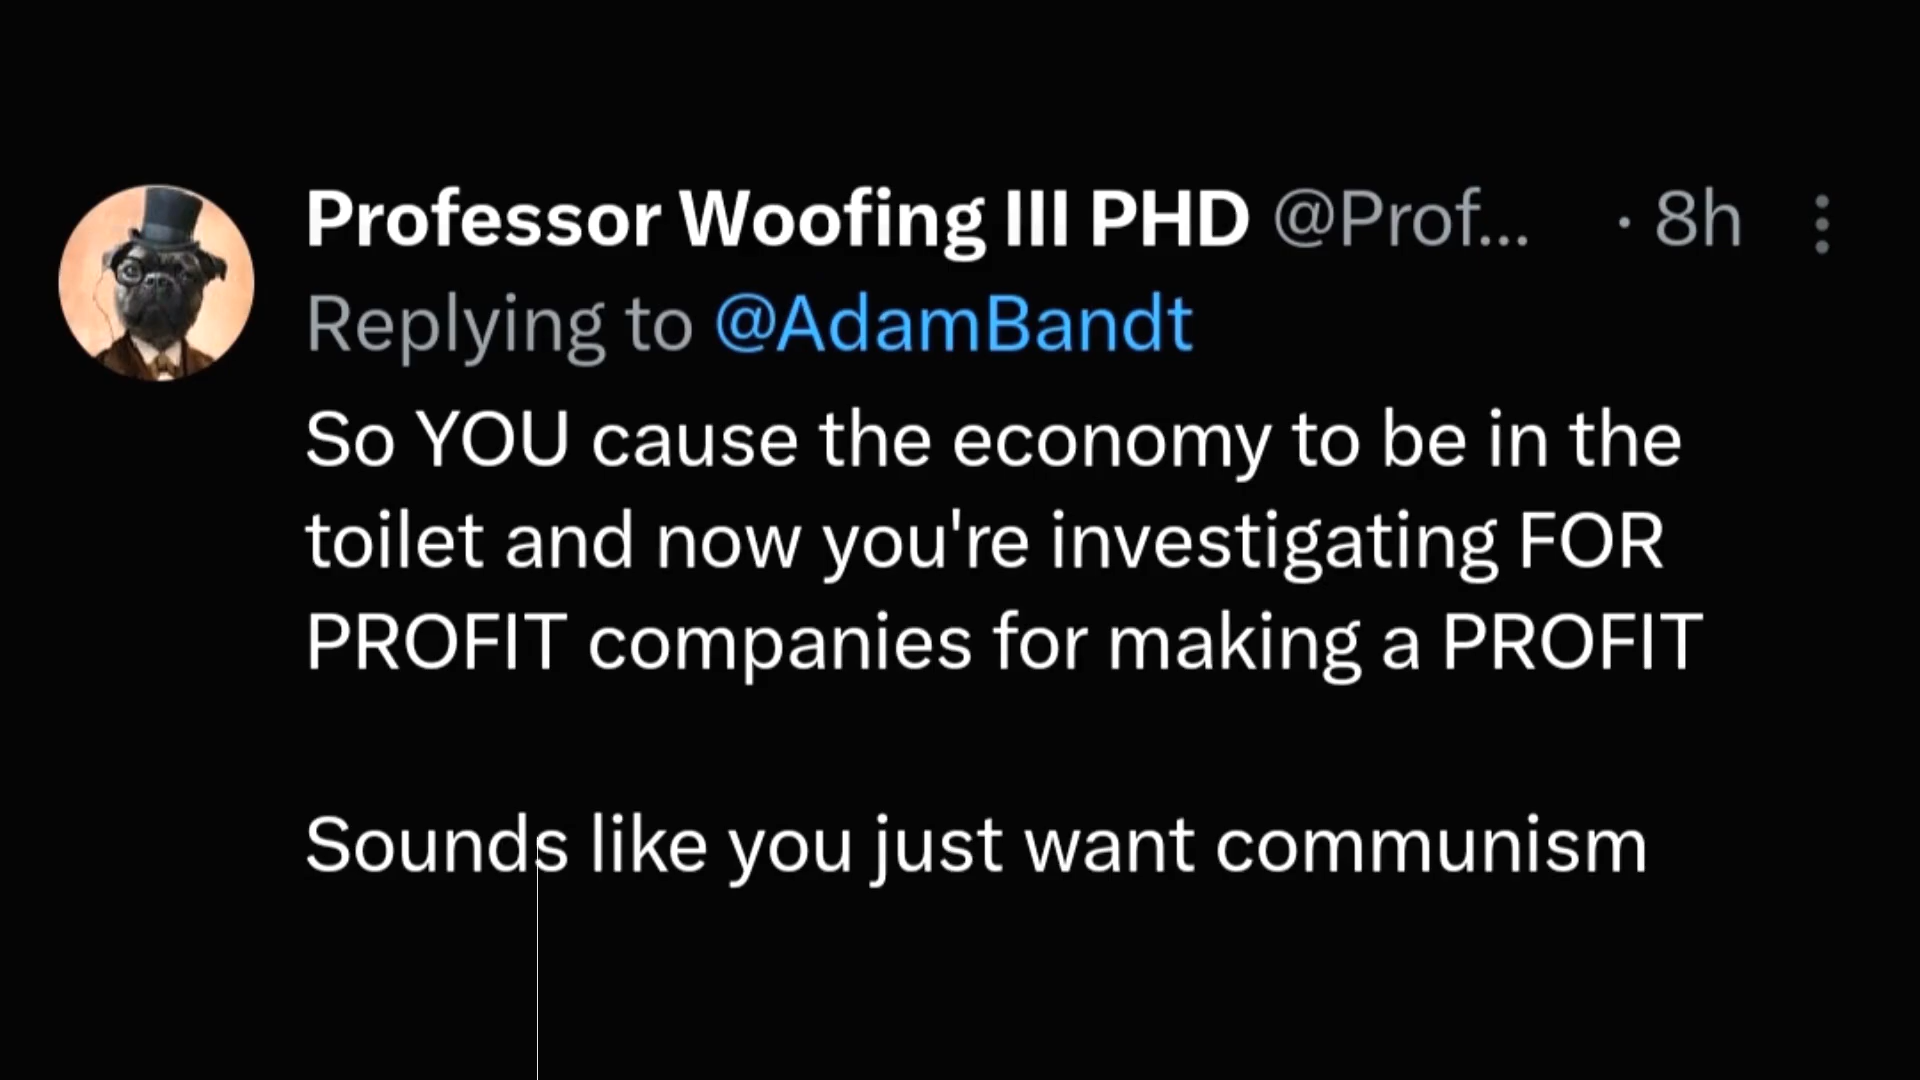 Professor Woofing III PHD @Prof... · 8h
Replying to @AdamBandt
So YOU cause the economy to be in the
toilet and now you're investigating FOR
PROFIT companies for making a PROFIT
Sounds like you just want communism